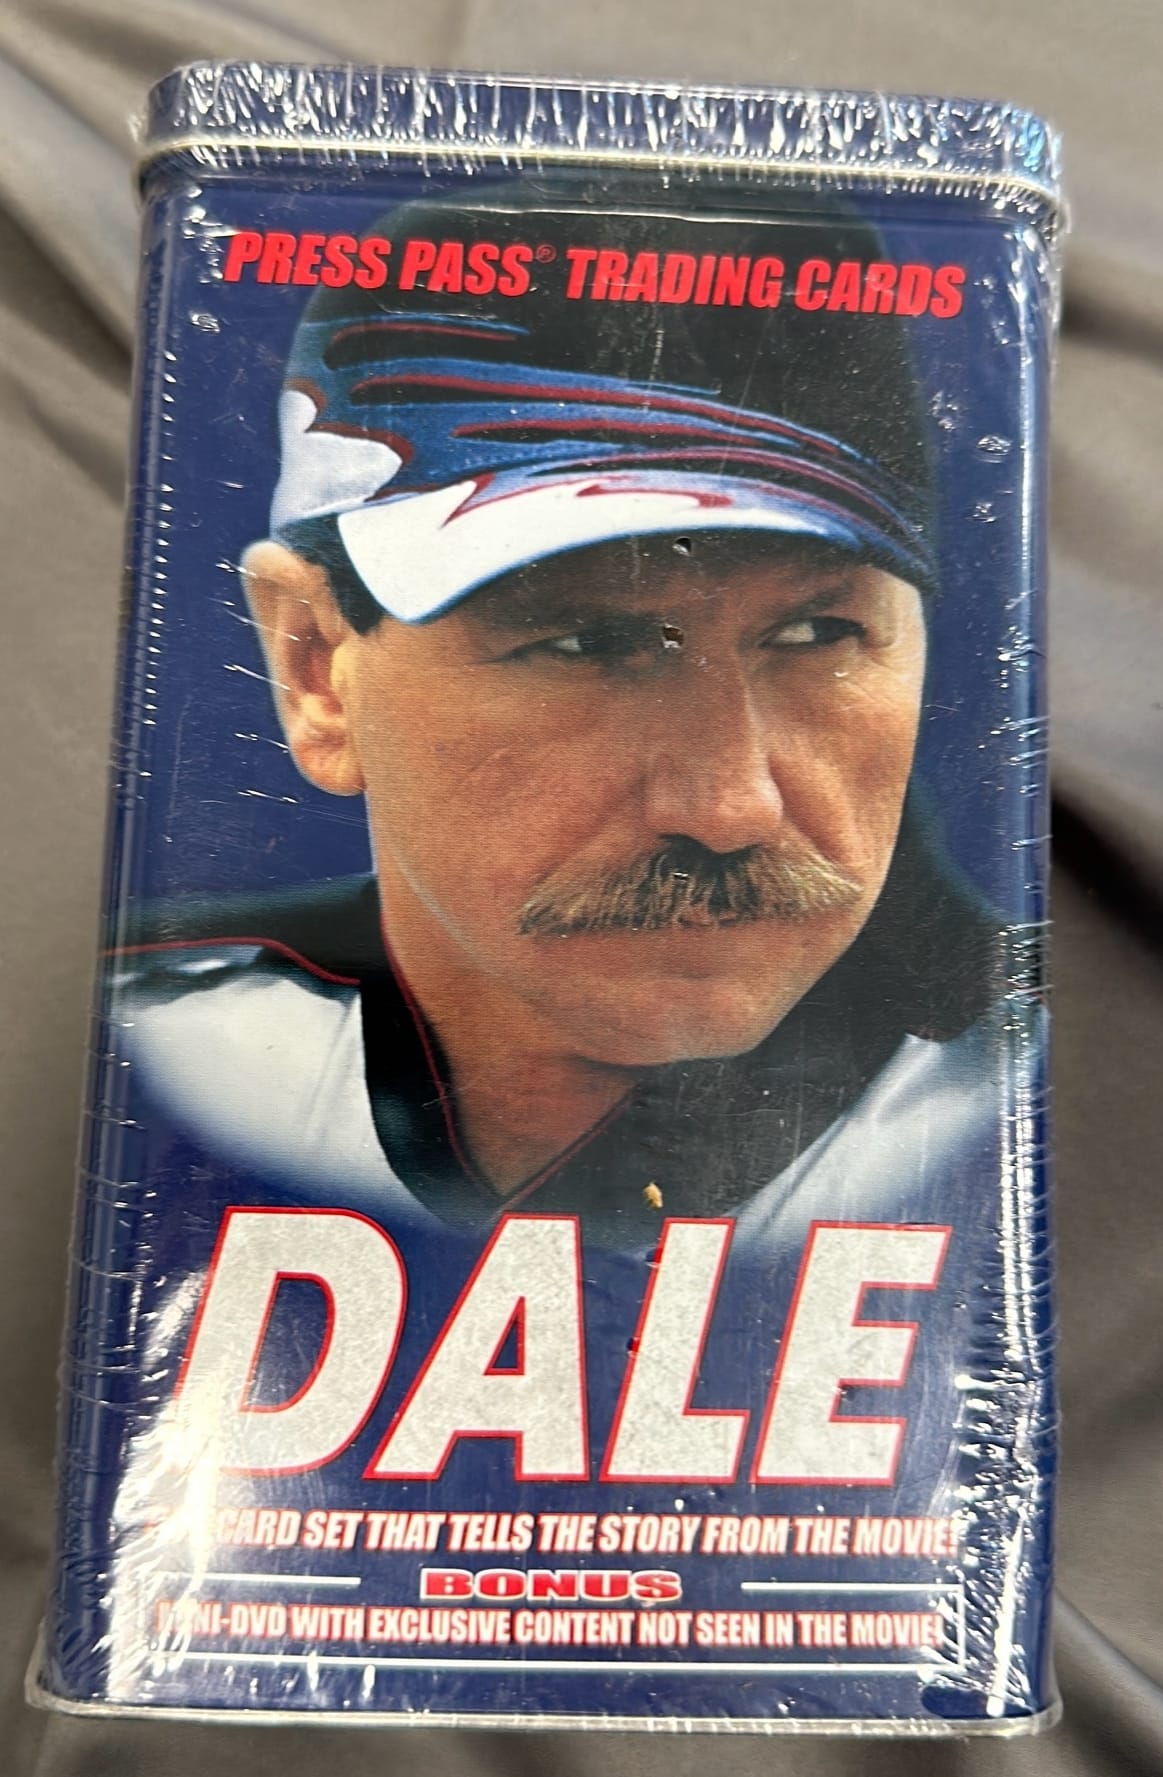 PRESS PASS® TRADING CARDS
DALE
CARD SET THAT TELLS THE STORY FROM THE MOVIE!
BONUS
MINI-DVD WITH EXCLUSIVE CONTENT NOT SEEN IN THE MOVIE!